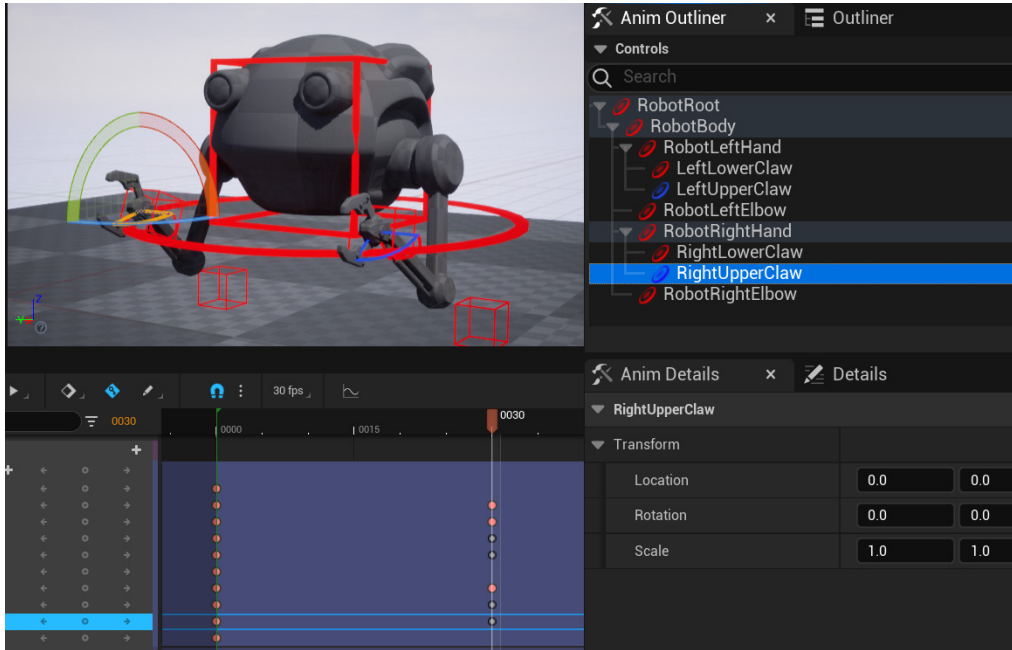 Anim Outliner × Outliner
Controls
Search
RobotRoot
RobotBody
RobotLeftHand
LeftLowerClaw
LeftUpperClaw
RobotLeftElbow
RobotRightHand
RightLowerClaw
RightUpperClaw
RobotRightElbow
Z
Y
30 fps
0030
0000
0015
0030
Anim Details × Details
RightUpperClaw
Transform
Location 0.0 0.0
Rotation 0.0 0.0
Scale 1.0 1.0